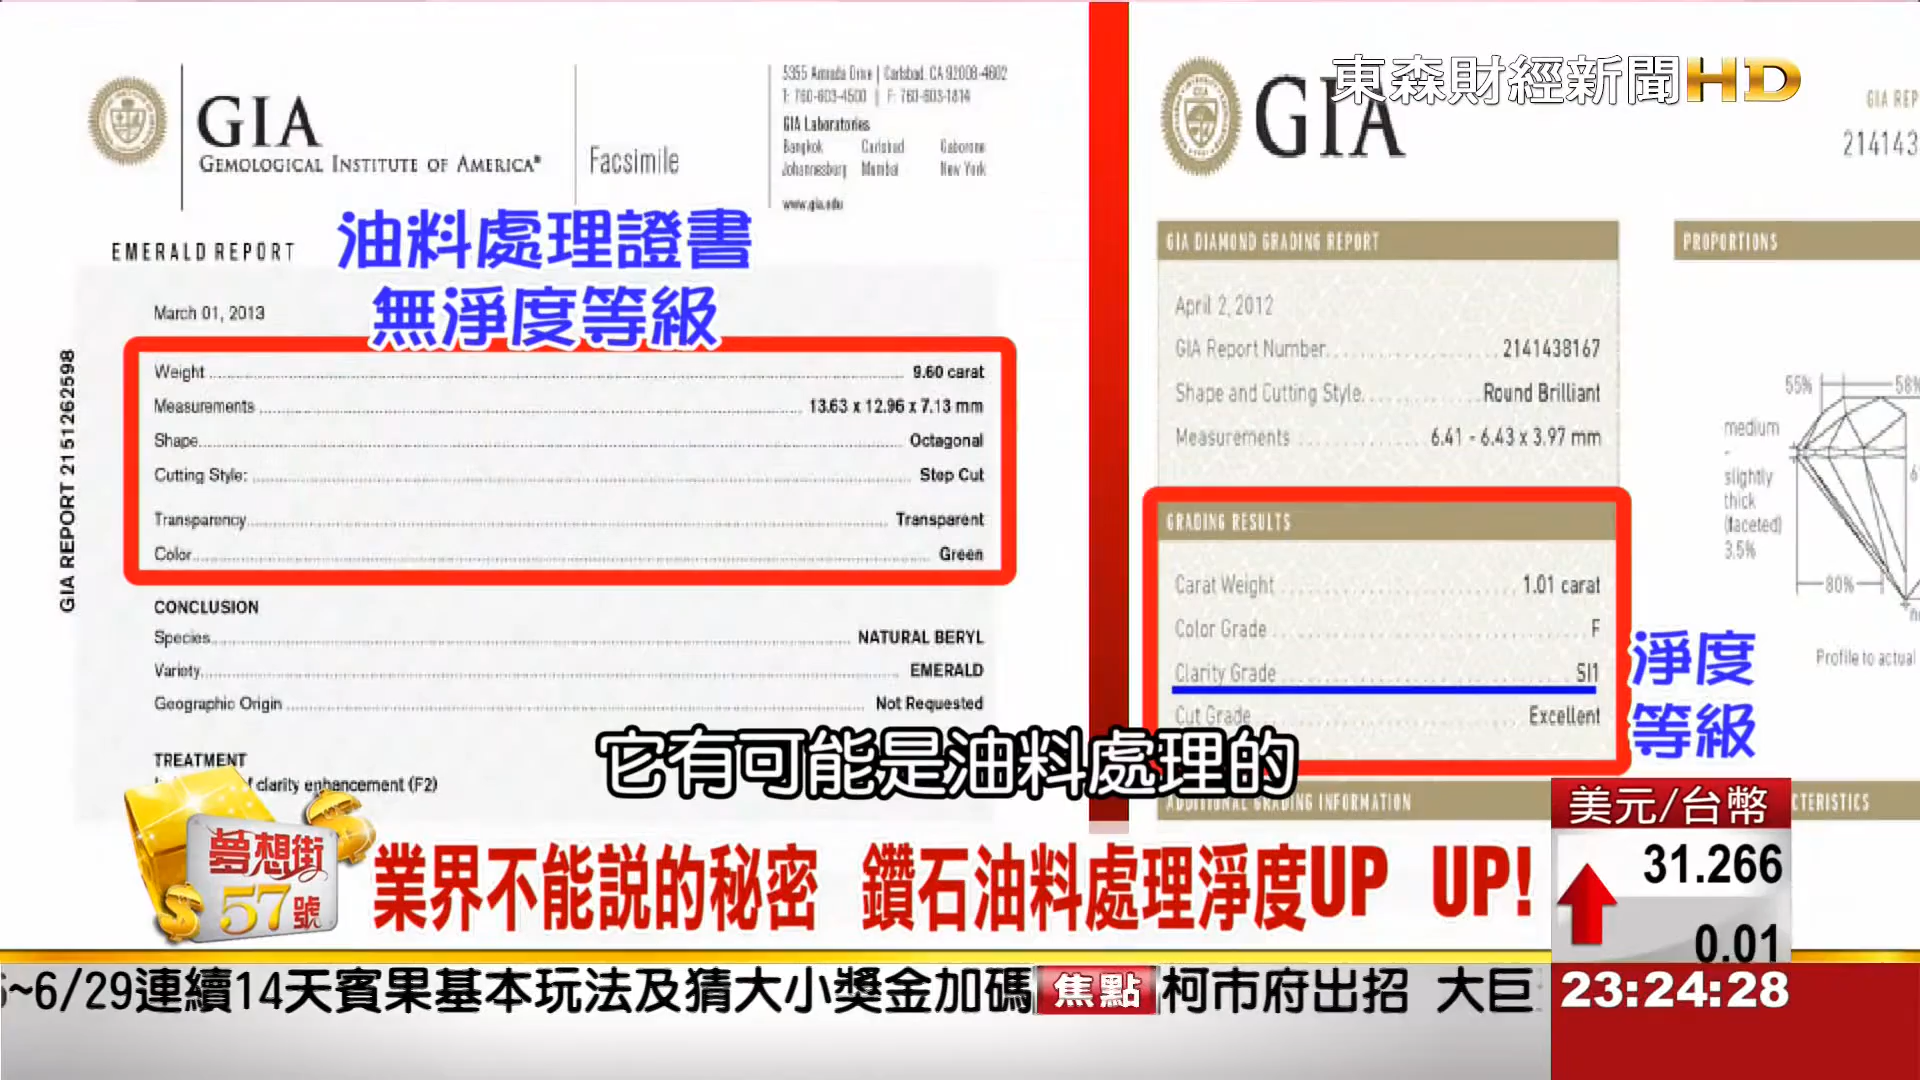 GIA
GEMOLOGICAL INSTITUTE OF AMERICA®
Facsimile
5355 Armada Drive | Carlsbad, CA 92008-4602
T: 760-603-4500 | F: 760-603-1814
GIA Laboratories
Bangkok Carlsbad Gaborone
Johannesburg Mumbai New York
www.gia.edu
EMERALD REPORT
油料處理證書
無淨度等級
March 01, 2013
GIA REPORT 2151262598
Weight 9.60 carat
Measurements 13.63 x 12.96 x 7.13 mm
Shape Octagonal
Cutting Style: Step Cut
Transparency Transparent
Color Green
CONCLUSION
Species NATURAL BERYL
Variety EMERALD
Geographic Origin Not Requested
TREATMENT
clarity enhancement (F2)
東森財經新聞HD
GIA
GIA REP
214143
GIA DIAMOND GRADING REPORT
April 2, 2012
GIA Report Number 2141438167
Shape and Cutting Style Round Brilliant
Measurements 6.41 - 6.43 x 3.97 mm
GRADING RESULTS
Carat Weight 1.01 carat
Color Grade F
Clarity Grade SI1
Cut Grade Excellent
淨度
等級
ADDITIONAL GRADING INFORMATION
PROPORTIONS
55% 58%
medium
-
slightly
thick
(faceted)
3.5%
80%
Profile to actual
CTERISTICS
它有可能是油料處理的
夢想街
57號
業界不能說的秘密 鑽石油料處理淨度UP UP!
美元/台幣
31.266
0.01
~6/29連續14天賓果基本玩法及猜大小獎金加碼 焦點 柯市府出招 大巨
23:24:28